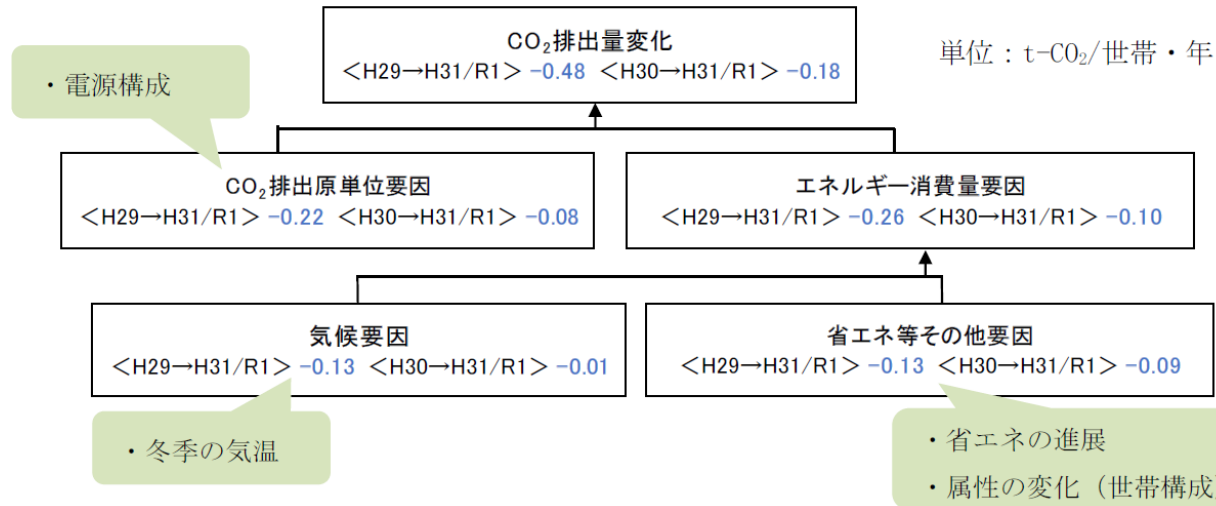 CO₂排出量変化
<H29→H31/R1> -0.48 <H30→H31/R1> -0.18
単位：t-CO₂/世帯・年
・電源構成
CO₂排出原単位要因
<H29→H31/R1> -0.22 <H30→H31/R1> -0.08
エネルギー消費量要因
<H29→H31/R1> -0.26 <H30→H31/R1> -0.10
気候要因
<H29→H31/R1> -0.13 <H30→H31/R1> -0.01
省エネ等その他要因
<H29→H31/R1> -0.13 <H30→H31/R1> -0.09
・冬季の気温
・省エネの進展
・属性の変化（世帯構成）